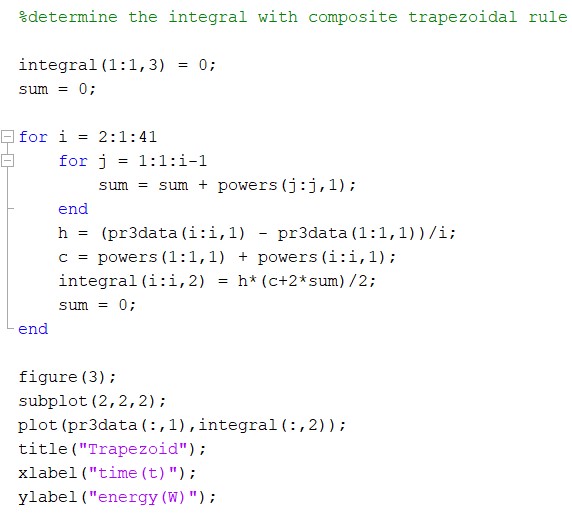 %determine the integral with composite trapezoidal rule
integral(1:1,3) = 0;
sum = 0;
for i = 2:1:41
for j = 1:1:i-1
sum = sum + powers(j:j,1);
end
h = (pr3data(i:i,1) - pr3data(1:1,1))/i;
c = powers(1:1,1) + powers(i:i,1);
integral(i:i,2) = h*(c+2*sum)/2;
sum = 0;
end
figure(3);
subplot(2,2,2);
plot(pr3data(:,1),integral(:,2));
title("Trapezoid");
xlabel("time(t)");
ylabel("energy(W)");